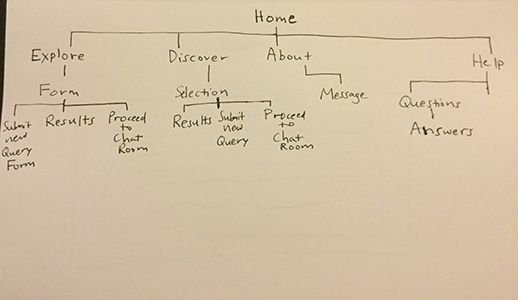 Home
Explore
Discover
About
Help
Form
Selection
Message
Questions
Answers
Submit
new
Query
Form
Results
Proceed
to
Chat
Room
Results
Submit
new
Query
Proceed
to
Chat
Room